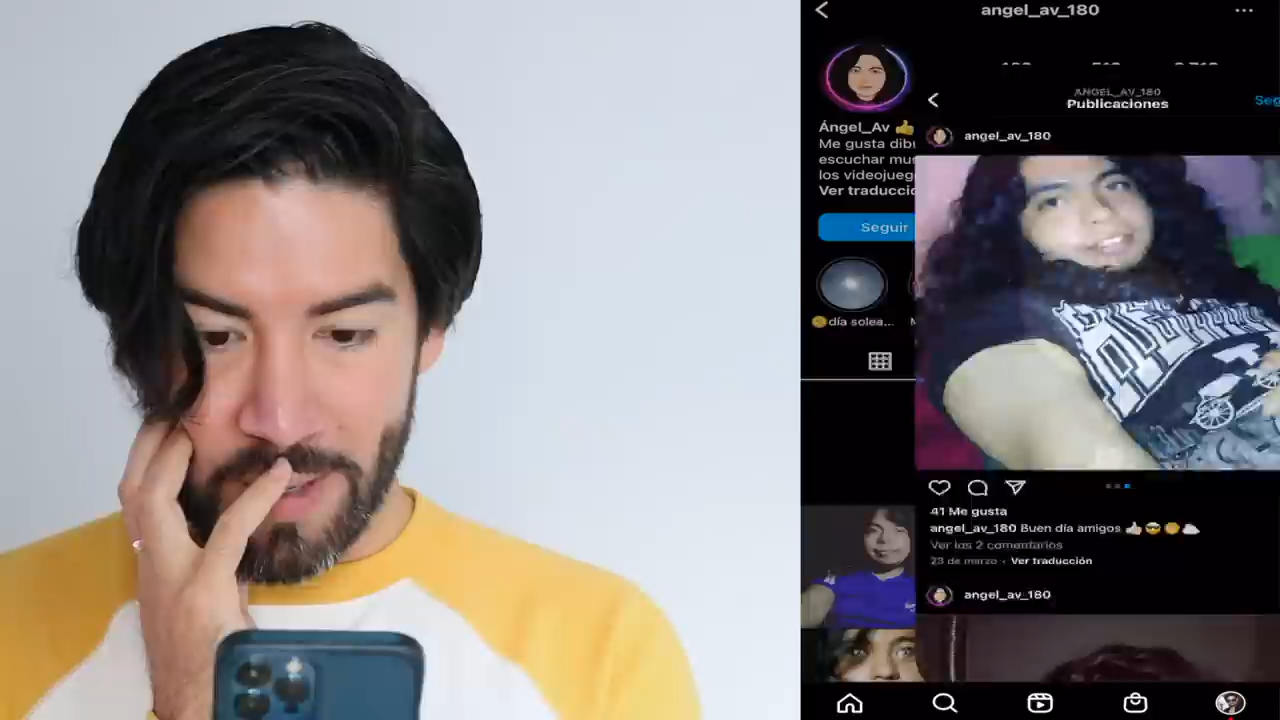 angel_av_180
ANGEL_AV_180
Publicaciones
Seg
Ángel_Av
Me gusta dibu
escuchar mus
los videojueg
Ver traducció
Seguir
día solea...
angel_av_180
41 Me gusta
angel_av_180 Buen día amigos
Ver los 2 comentarios
23 de marzo · Ver traducción
angel_av_180